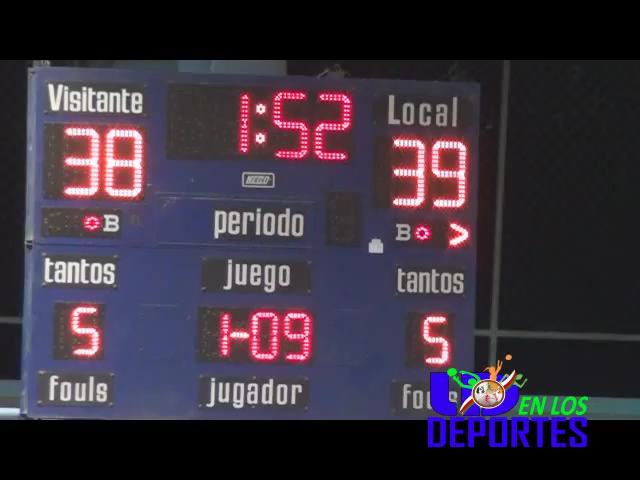 Visitante 1:52 Local
38 39
NECO
B periodo B >
tantos juego tantos
5 1-09 5
fouls jugador
EN LOS
DEPORTES